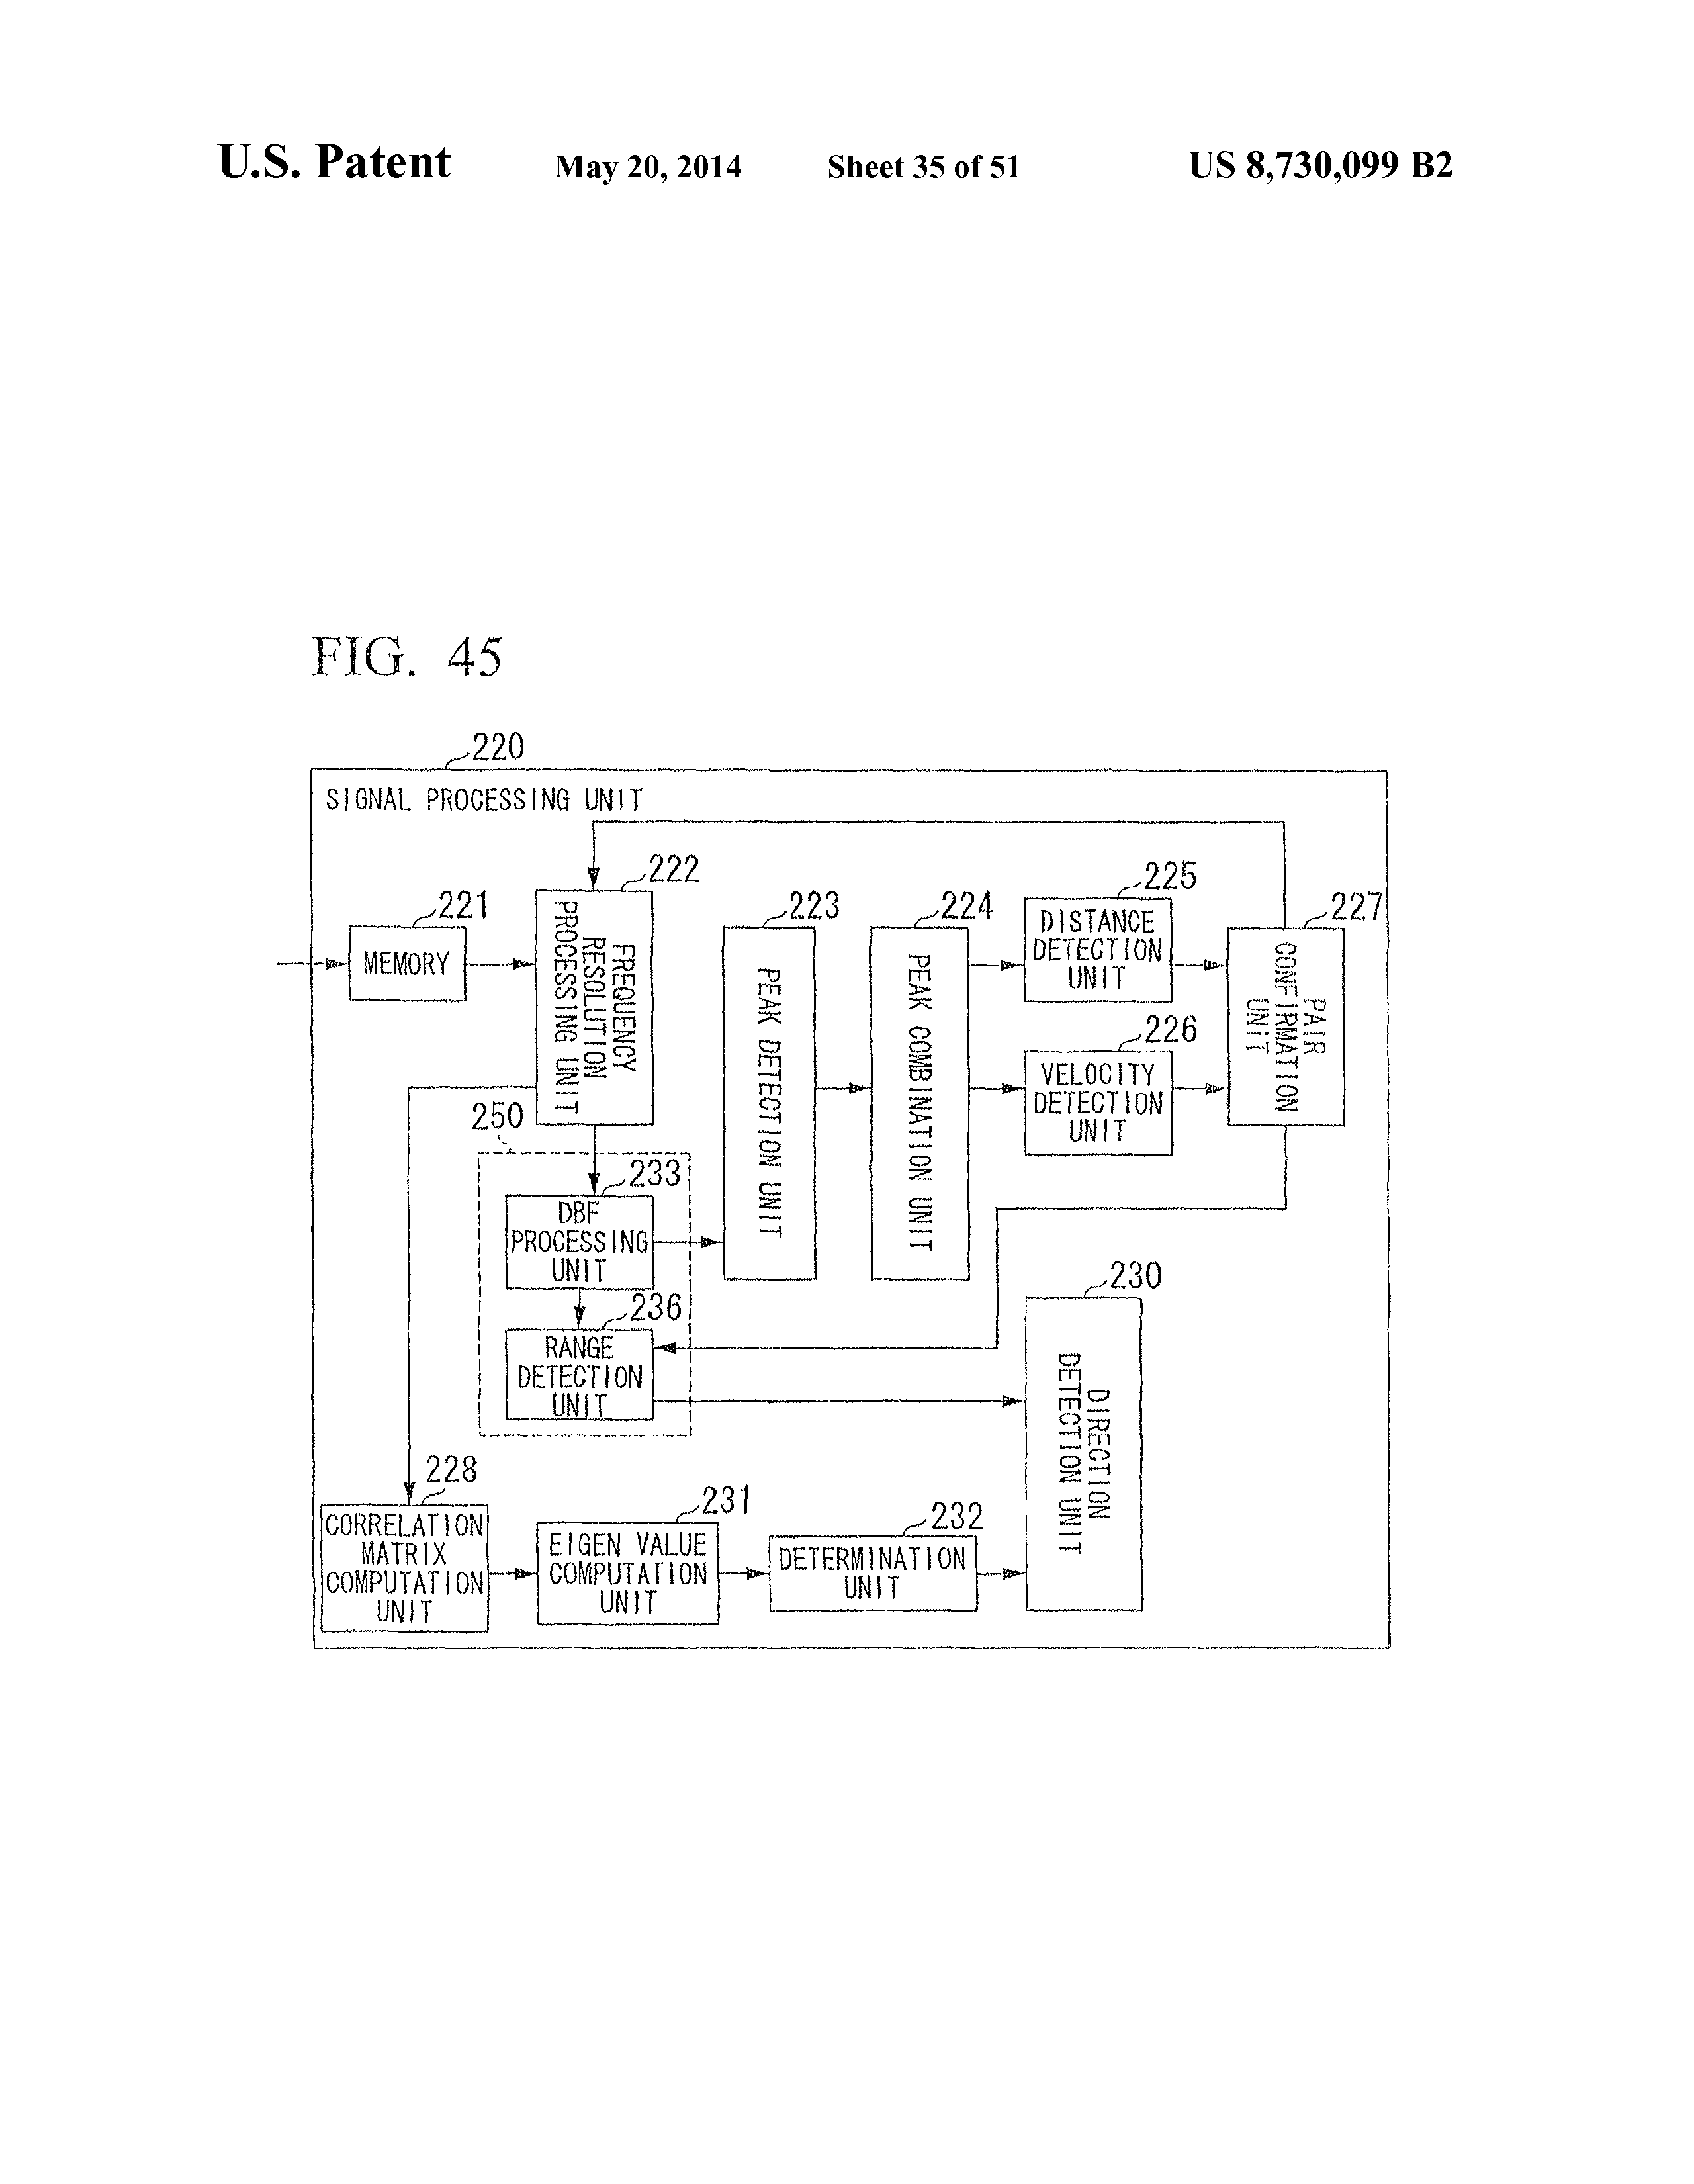 U.S. Patent May 20, 2014 Sheet 35 of 51 US 8,730,099 B2
FIG. 45
220
SIGNAL PROCESSING UNIT
221
MEMORY
222
FREQUENCY
RESOLUTION
PROCESSING UNIT
223
PEAK DETECTION UNIT
224
PEAK COMBINATION UNIT
225
DISTANCE
DETECTION
UNIT
226
VELOCITY
DETECTION
UNIT
227
PAIR
CONFIRMATION
UNIT
250
233
DBF
PROCESSING
UNIT
236
RANGE
DETECTION
UNIT
230
DIRECTION
DETECTION UNIT
228
CORRELATION
MATRIX
COMPUTATION
UNIT
231
EIGEN VALUE
COMPUTATION
UNIT
232
DETERMINATION
UNIT